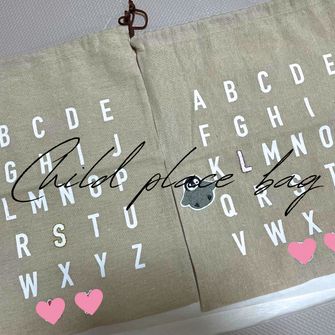 B C D E
G H I J
L M N O P
R S T U
W X Y Z
A B C D E
F G H I
K L M N O
Q R S T
V W X
Child place bag